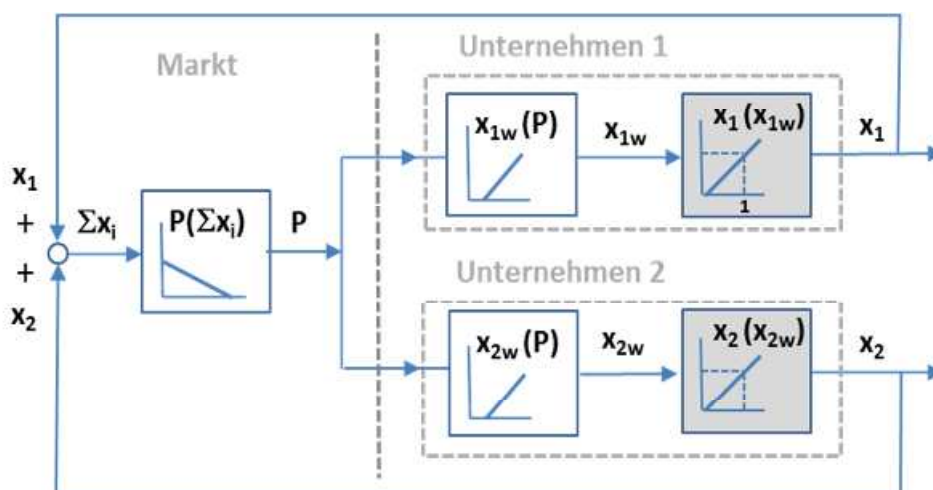 Markt
Unternehmen 1
x₁w (P)
x₁w
x₁ (x₁w)
x₁
1
x₁
+
Σxᵢ
P(Σxᵢ)
P
+
x₂
Unternehmen 2
x₂w (P)
x₂w
x₂ (x₂w)
x₂
1